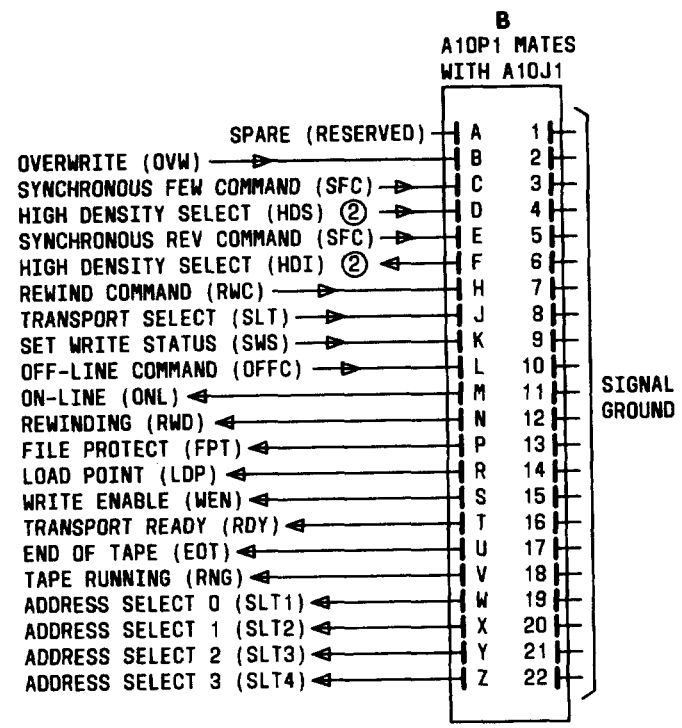 B
A10P1 MATES
WITH A10J1
SPARE (RESERVED) A 1
OVERWRITE (OVW) B 2
SYNCHRONOUS FEW COMMAND (SFC) C 3
HIGH DENSITY SELECT (HDS) ② D 4
SYNCHRONOUS REV COMMAND (SFC) E 5
HIGH DENSITY SELECT (HDI) ② F 6
REWIND COMMAND (RWC) H 7
TRANSPORT SELECT (SLT) J 8
SET WRITE STATUS (SWS) K 9
OFF-LINE COMMAND (OFFC) L 10
ON-LINE (ONL) M 11
REWINDING (RWD) N 12
FILE PROTECT (FPT) P 13
LOAD POINT (LDP) R 14
WRITE ENABLE (WEN) S 15
TRANSPORT READY (RDY) T 16
END OF TAPE (EOT) U 17
TAPE RUNNING (RNG) V 18
ADDRESS SELECT 0 (SLT1) W 19
ADDRESS SELECT 1 (SLT2) X 20
ADDRESS SELECT 2 (SLT3) Y 21
ADDRESS SELECT 3 (SLT4) Z 22
SIGNAL
GROUND